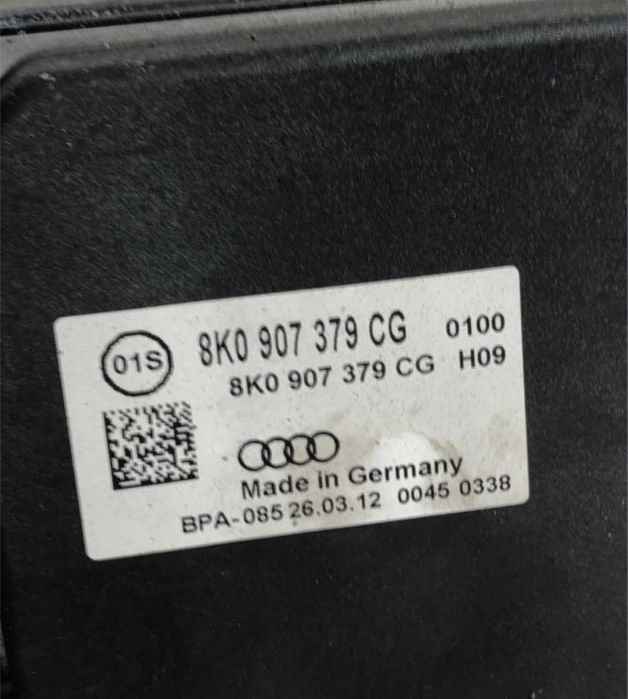 01S
8K0 907 379 CG 0100
8K0 907 379 CG H09
Made in Germany
BPA-085 26.03.12 0045 0338